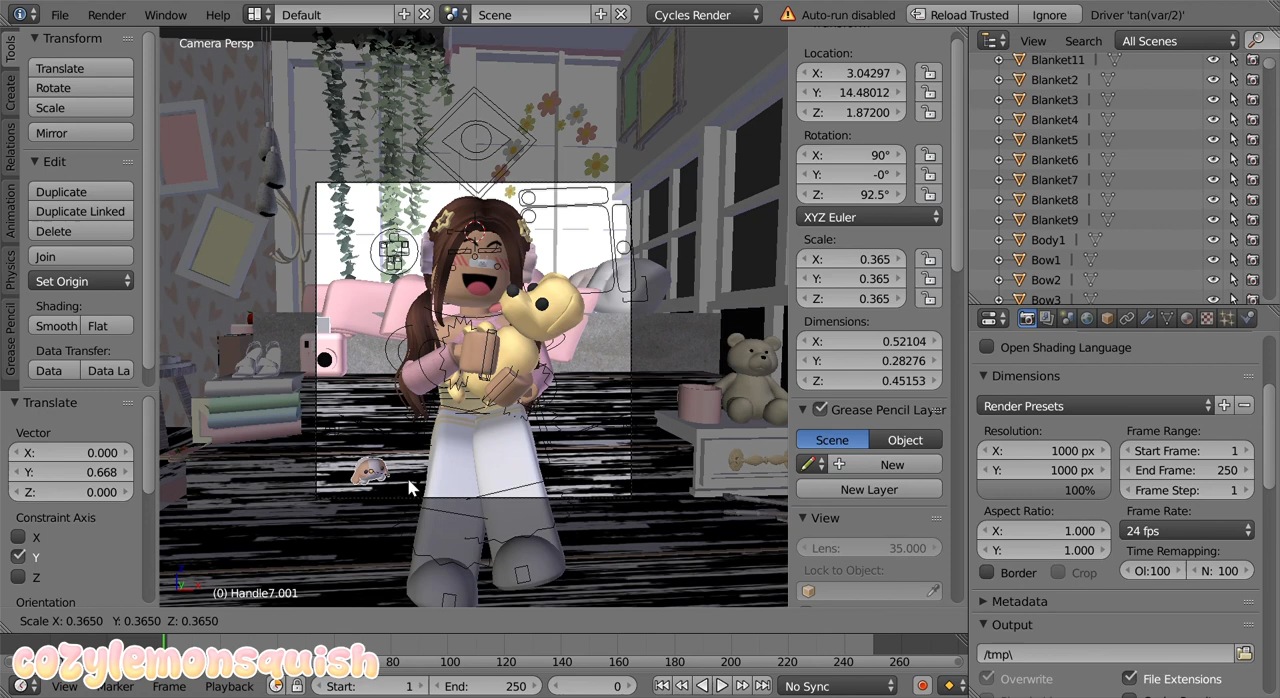 File Render Window Help Default Scene Cycles Render Auto-run disabled Reload Trusted Ignore Driver 'tan(var/2)'
Tools
Create
Relations
Animation
Physics
Grease Pencil
Transform
Translate
Rotate
Scale
Mirror
Edit
Duplicate
Duplicate Linked
Delete
Join
Set Origin
Shading:
Smooth Flat
Data Transfer:
Data Data La
Translate
Vector
X: 0.000
Y: 0.668
Z: 0.000
Constraint Axis
X
Y
Z
Orientation
Camera Persp
(0) Handle7.001
Location:
X: 3.04297
Y: 14.48012
Z: 1.87200
Rotation:
X: 90°
Y: -0°
Z: 92.5°
XYZ Euler
Scale:
X: 0.365
Y: 0.365
Z: 0.365
Dimensions:
X: 0.52104
Y: 0.28276
Z: 0.45153
Grease Pencil Layer
Scene Object
New
New Layer
View
Lens: 35.000
Lock to Object:
View Search All Scenes
Blanket11
Blanket2
Blanket3
Blanket4
Blanket5
Blanket6
Blanket7
Blanket8
Blanket9
Body1
Bow1
Bow2
Bow3
Open Shading Language
Dimensions
Render Presets
Resolution: Frame Range:
X: 1000 px Start Frame: 1
Y: 1000 px End Frame: 250
100% Frame Step: 1
Aspect Ratio: Frame Rate:
X: 1.000 24 fps
Y: 1.000 Time Remapping:
Border Crop Ol:100 N: 100
Metadata
Output
/tmp\
Overwrite File Extensions
Scale X: 0.3650 Y: 0.3650 Z: 0.3650
cozylemonsquish
80 100 120 140 160 180 200 220 240 260
View Marker Frame Playback Start: 1 End: 250 0 No Sync